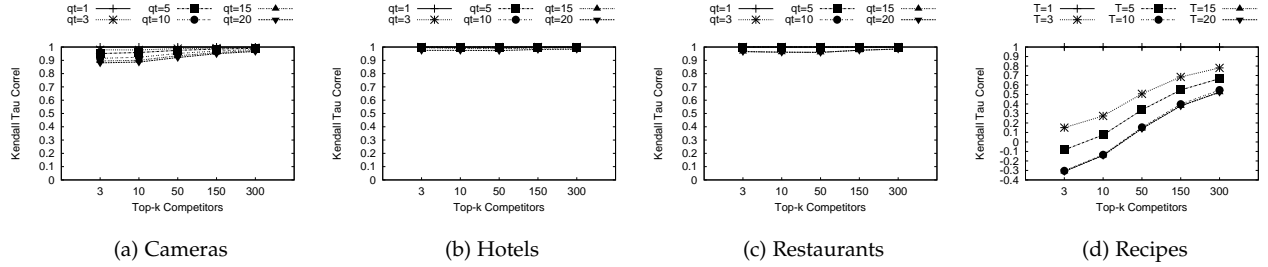 qt=1 qt=5 qt=15
qt=3 qt=10 qt=20
Kendall Tau Correl
1
0.9
0.8
0.7
0.6
0.5
0.4
0.3
0.2
0.1
0
3 10 50 150 300
Top-k Competitors
(a) Cameras
qt=1 qt=5 qt=15
qt=3 qt=10 qt=20
Kendall Tau Correl
1
0.9
0.8
0.7
0.6
0.5
0.4
0.3
0.2
0.1
0
3 10 50 150 300
Top-k Competitors
(b) Hotels
qt=1 qt=5 qt=15
qt=3 qt=10 qt=20
Kendall Tau Correl
1
0.9
0.8
0.7
0.6
0.5
0.4
0.3
0.2
0.1
0
3 10 50 150 300
Top-k Competitors
(c) Restaurants
T=1 T=5 T=15
T=3 T=10 T=20
Kendall Tau Correl
1
0.9
0.8
0.7
0.6
0.5
0.4
0.3
0.2
0.1
0
-0.1
-0.2
-0.3
-0.4
3 10 50 150 300
Top-k Competitors
(d) Recipes